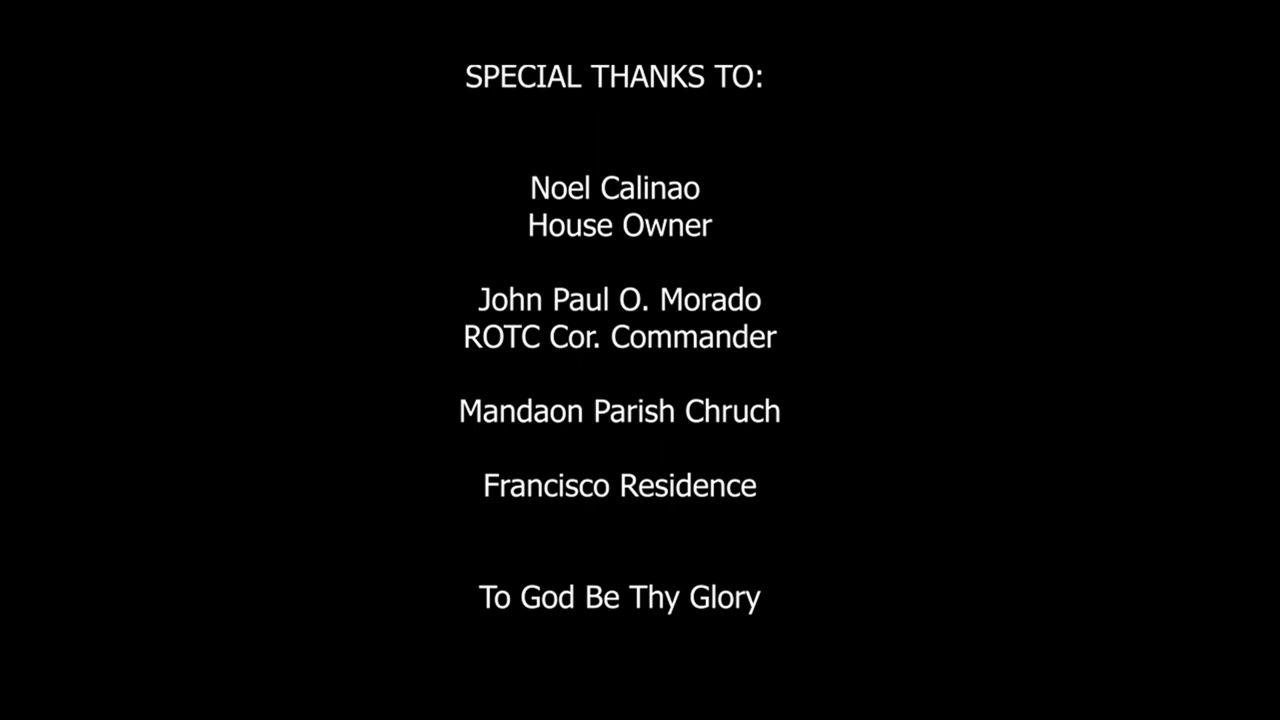 SPECIAL THANKS TO:
Noel Calinao
House Owner
John Paul O. Morado
ROTC Cor. Commander
Mandaon Parish Chruch
Francisco Residence
To God Be Thy Glory